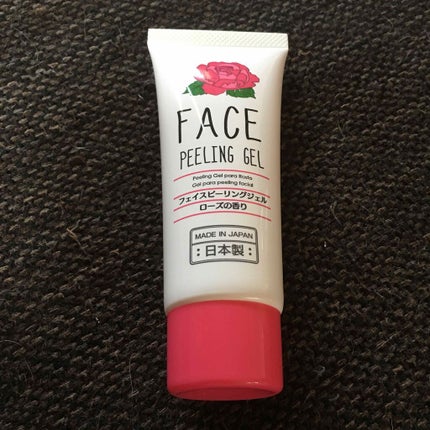 FACE
PEELING GEL
Peeling Gel para Rosto
Gel para peeling facial
フェイスピーリングジェル
ローズの香り
MADE IN JAPAN
:日本製: